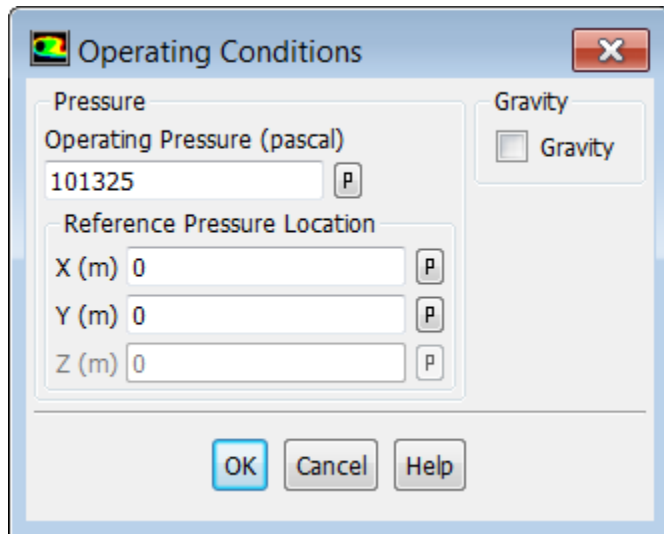 Operating Conditions
Pressure
Gravity
Operating Pressure (pascal)
Gravity
101325 P
Reference Pressure Location
X (m) 0 P
Y (m) 0 P
Z (m) 0 P
OK Cancel Help